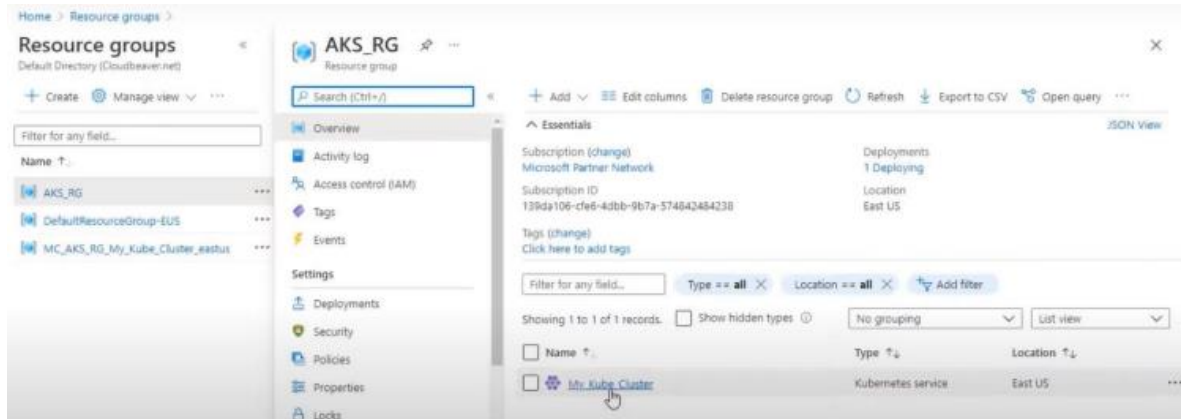 Home > Resource groups >
Resource groups
Default Directory (Cloudbeaver.net)
+ Create Manage view ...
Filter for any field...
Name ↑
AKS_RG ...
DefaultResourceGroup-EUS ...
MC_AKS_RG_My_Kube_Cluster_eastus ...
AKS_RG ...
Resource group
Search (Ctrl+/)
Overview
Activity log
Access control (IAM)
Tags
Events
Settings
Deployments
Security
Policies
Properties
Locks
+ Add Edit columns Delete resource group Refresh Export to CSV Open query ...
Essentials JSON View
Subscription (change)
Microsoft Partner Network
Subscription ID
139da106-cfe6-4dbb-9b7a-574842484238
Tags (change)
Click here to add tags
Deployments
1 Deploying
Location
East US
Filter for any field... Type == all Location == all Add filter
Showing 1 to 1 of 1 records. Show hidden types No grouping List view
Name ↑ Type ↑↓ Location ↑↓
My_Kube_Cluster Kubernetes service East US ...